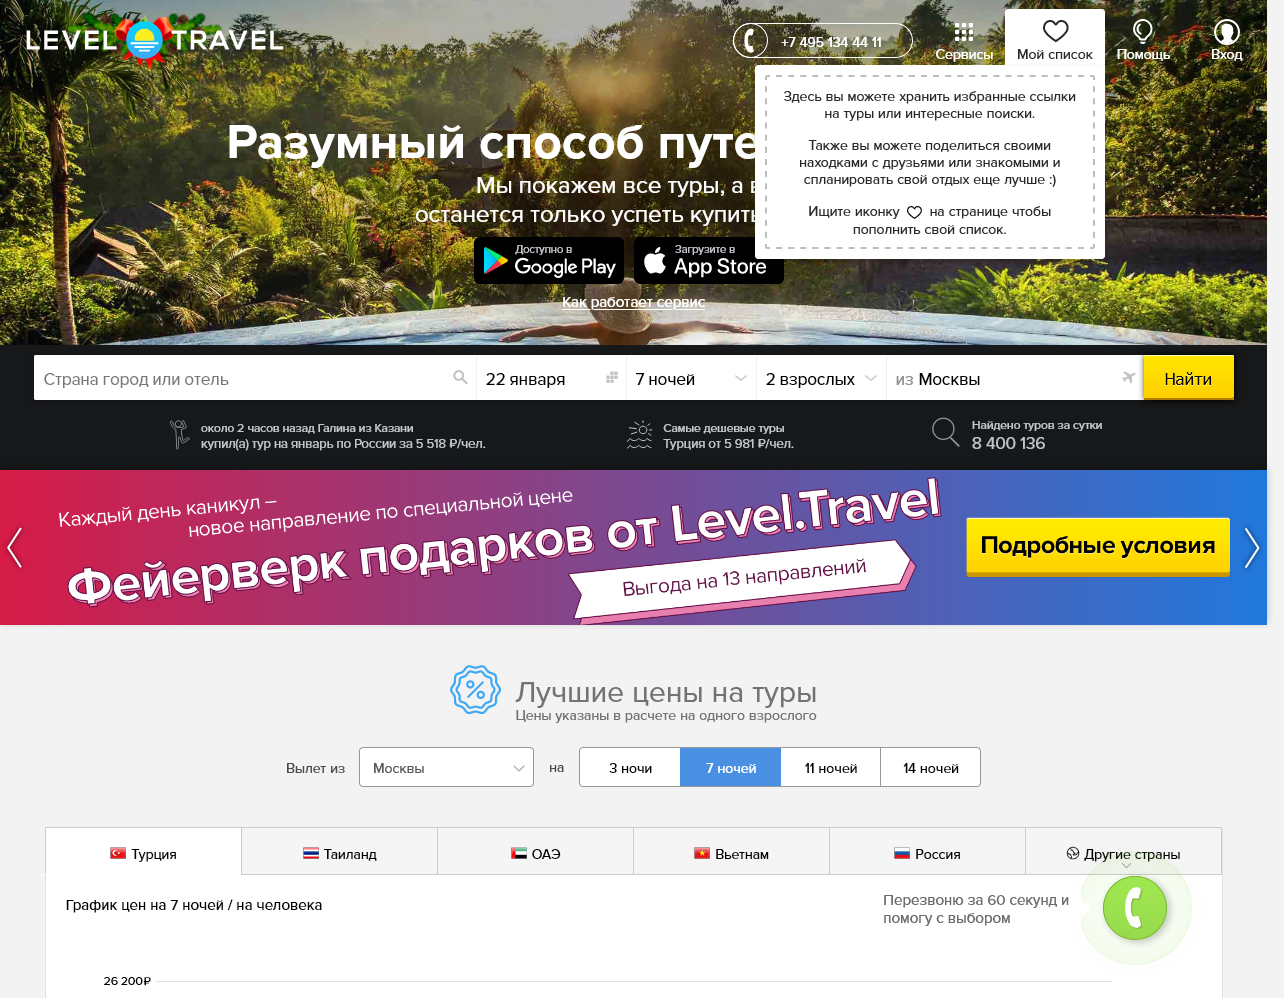 LEVEL TRAVEL
+7 495 134 44 11
Сервисы
Мой список
Помощь
Вход
Здесь вы можете хранить избранные ссылки
на туры или интересные поиски.
Также вы можете поделиться своими
находками с друзьями или знакомыми и
спланировать свой отдых еще лучше :)
Ищите иконку на странице чтобы
пополнить свой список.
Разумный способ путе
Мы покажем все туры, а в
останется только успеть купить
Доступно в
Google Play
Загрузите в
App Store
Как работает сервис
Страна город или отель
22 января
7 ночей
2 взрослых
из Москвы
Найти
около 2 часов назад Галина из Казани
купил(а) тур на январь по России за 5 518 ₽/чел.
Самые дешевые туры
Турция от 5 981 ₽/чел.
Найдено туров за сутки
8 400 136
Каждый день каникул –
новое направление по специальной цене
Фейерверк подарков от Level.Travel
Выгода на 13 направлений
Подробные условия
Лучшие цены на туры
Цены указаны в расчете на одного взрослого
Вылет из
Москвы
на
3 ночи
7 ночей
11 ночей
14 ночей
Турция
Таиланд
ОАЭ
Вьетнам
Россия
Другие страны
График цен на 7 ночей / на человека
Перезвоню за 60 секунд и
помогу с выбором
26 200₽